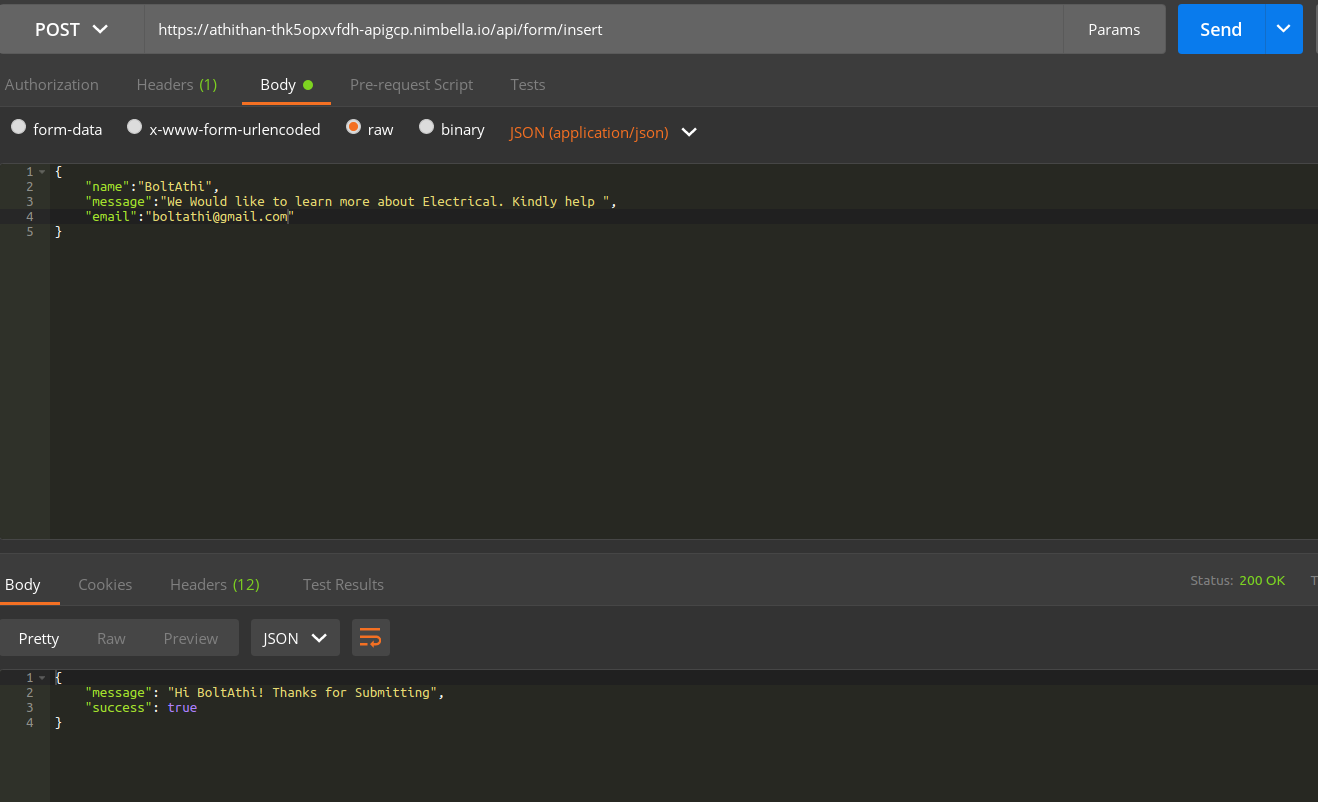 POST https://athithan-thk5opxvfdh-apigcp.nimbella.io/api/form/insert Params Send
Authorization Headers (1) Body Pre-request Script Tests
form-data x-www-form-urlencoded raw binary JSON (application/json)
1 {
2 "name":"BoltAthi",
3 "message":"We Would like to learn more about Electrical. Kindly help ",
4 "email":"boltathi@gmail.com"
5 }
Body Cookies Headers (12) Test Results Status: 200 OK
Pretty Raw Preview JSON
1 {
2 "message": "Hi BoltAthi! Thanks for Submitting",
3 "success": true
4 }